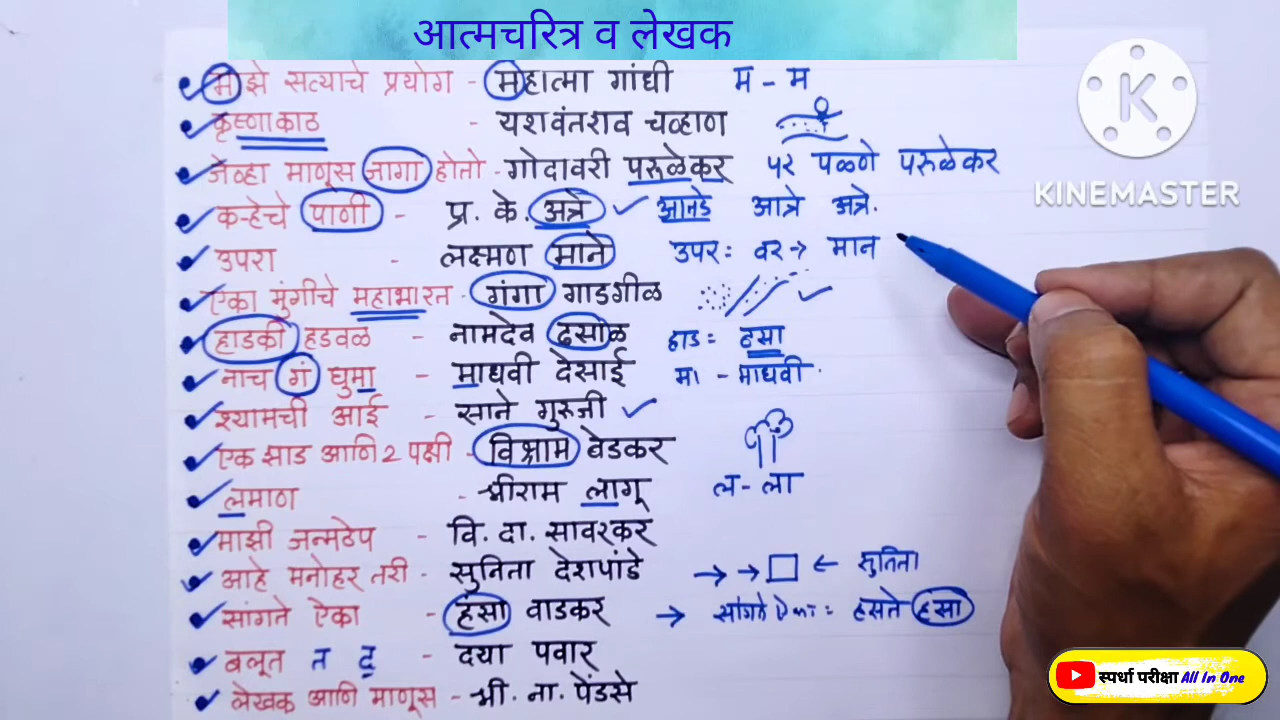 आत्मचरित्र व लेखक
माझे सत्याचे प्रयोग - महात्मा गांधी म - म
कृष्णाकाठ - यशवंतराव चव्हाण
जेव्हा माणूस जागा होतो - गोदावरी परूळेकर पर पळणे परूळेकर
कऱ्हेचे पाणी - प्र. के. अत्रे आनडे आत्रे अत्रे.
उपरा - लक्ष्मण माने उपर: वर → मान
एका मुंगीचे महाभारत - गंगा गाडगीळ
हाडकी हडवळ - नामदेव ढसाळ हाड: ढसा
नाच गं घुमा - माधवी देसाई मा - माधवी
श्यामची आई - साने गुरूजी
एक झाड आणि 2 पक्षी - विश्राम बेडकर
लमाण - श्रीराम लागू ल - ला
माझी जन्मठेप - वि. दा. सावरकर
आहे मनोहर तरी - सुनिता देशपांडे → → ← सुनिता
सांगते ऐका - हंसा वाडकर → सांगते = हसते हसा
बलूत त द - दया पवार
लेखक आणि माणूस - श्री. ना. पेंडसे
K
KINEMASTER
स्पर्धा परीक्षा All In One